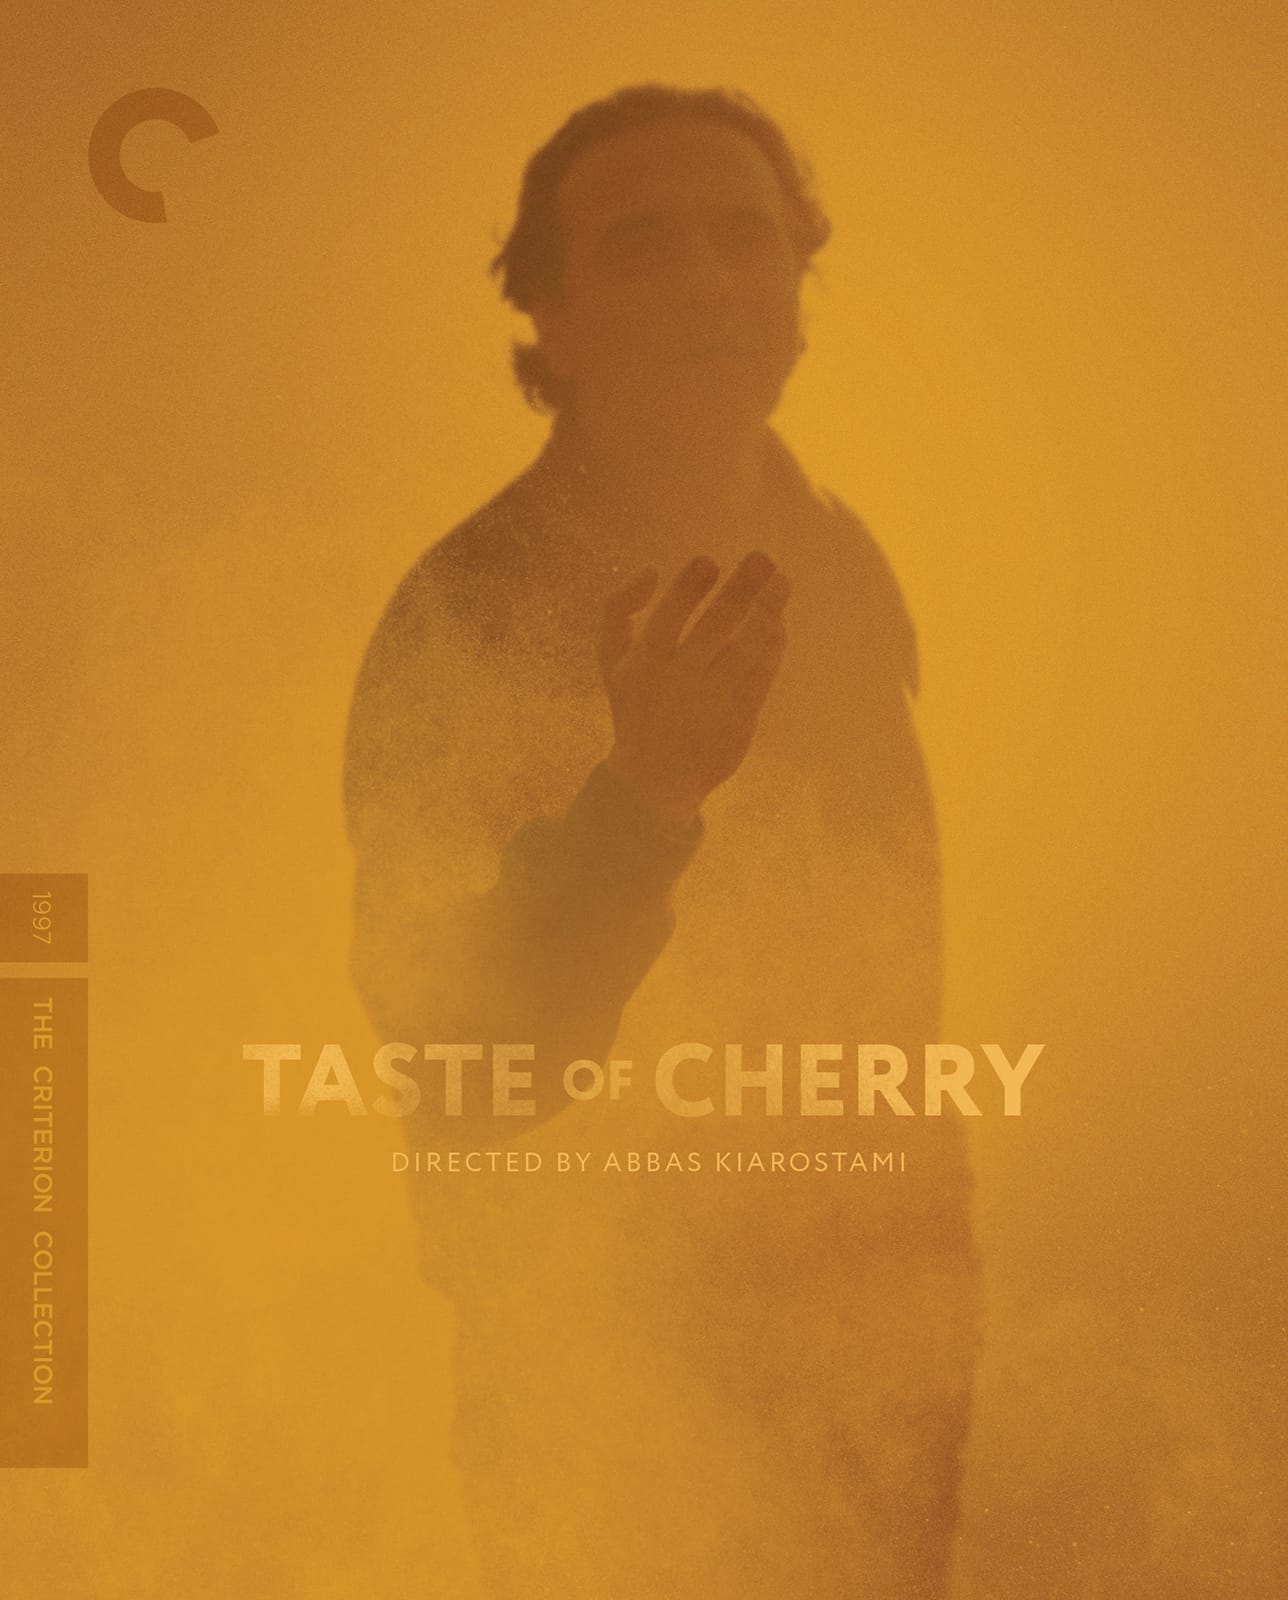 1997
THE CRITERION COLLECTION
TASTE OF CHERRY
DIRECTED BY ABBAS KIAROSTAMI